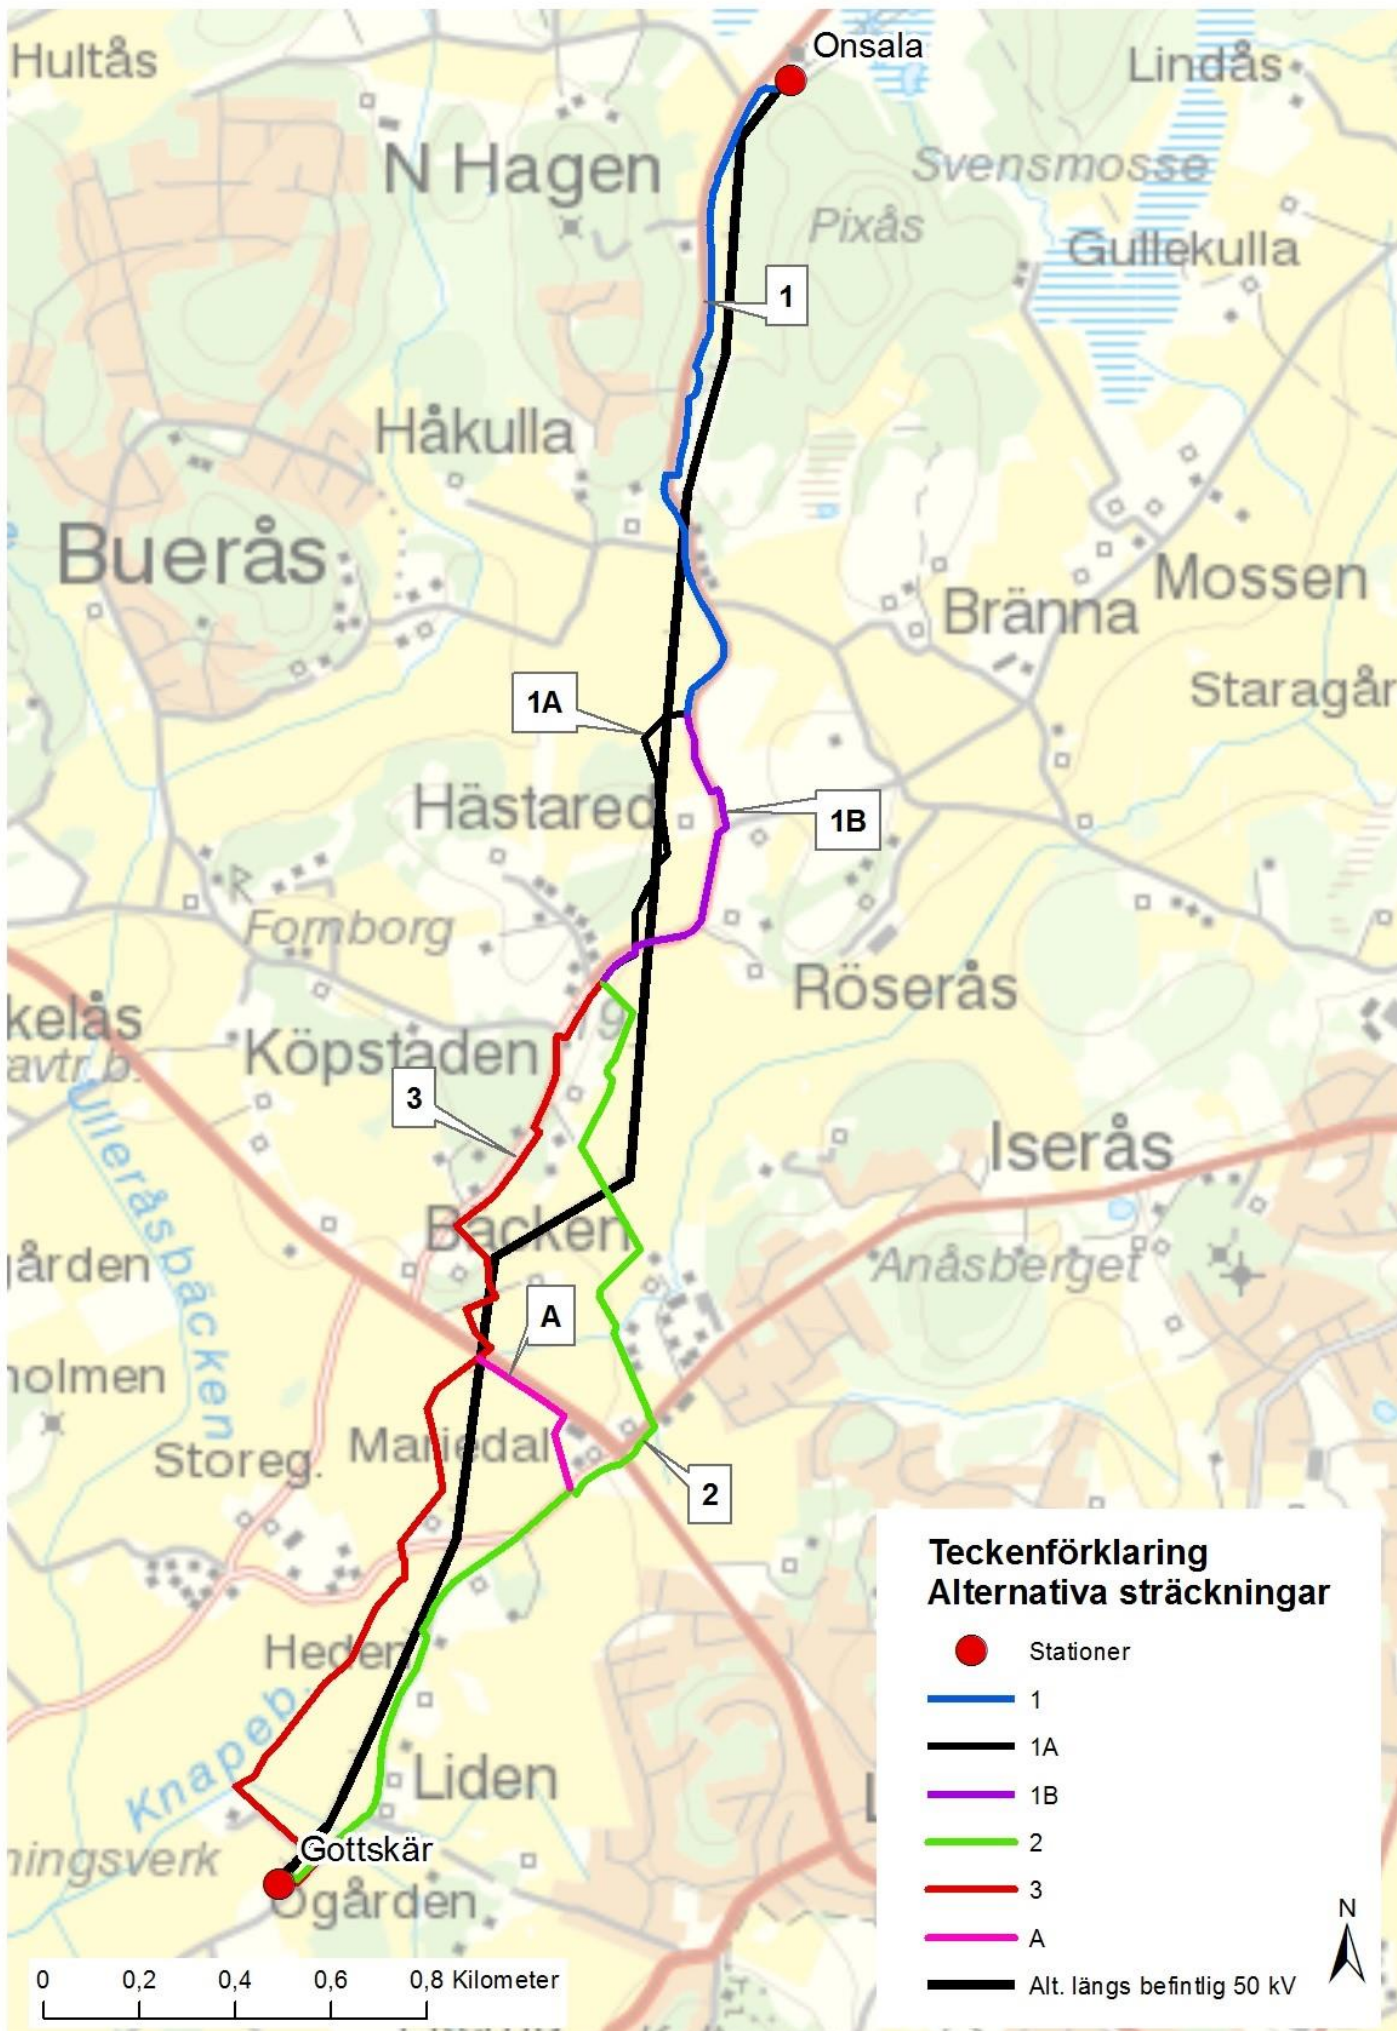 Onsala
Hultås
Lindås
N Hagen
Svensmosse
Pixås
Gullekulla
1
Håkulla
Buerås
Mossen
Bränna
Staragår
1A
Hästared
1B
Fornborg
Röserås
kelås
Köpstaden
avtr.b.
3
Ulleråsbäcken
Iserås
Backen
gården
Anåsberget
A
holmen
Mariedal
Storeg.
2
Heden
Knapeb.
Liden
Gottskär
ningsverk
Ögården
Teckenförklaring
Alternativa sträckningar
Stationer
1
1A
1B
2
3
A
Alt. längs befintlig 50 kV
N
0 0,2 0,4 0,6 0,8 Kilometer